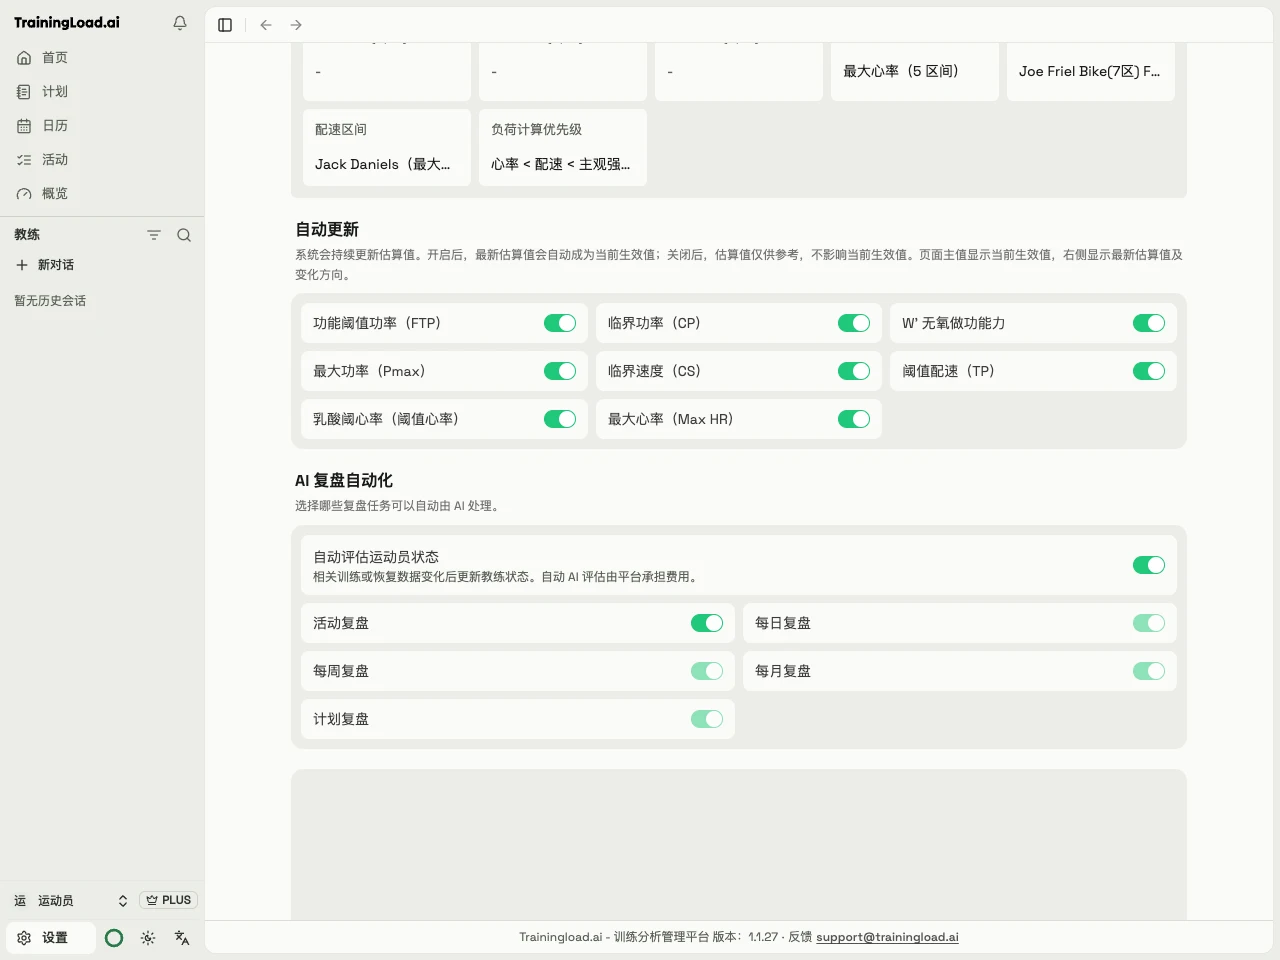 TrainingLoad.ai
首页
计划
日历
活动
概览
教练
新对话
暂无历史会话
运 运动员
PLUS
设置
-
-
-
最大心率（5 区间）
Joe Friel Bike(7区) F...
配速区间
Jack Daniels（最大...
负荷计算优先级
心率 < 配速 < 主观强...
自动更新
系统会持续更新估算值。开启后，最新估算值会自动成为当前生效值；关闭后，估算值仅供参考，不影响当前生效值。页面主值显示当前生效值，右侧显示最新估算值及
变化方向。
功能阈值功率（FTP）
临界功率（CP）
W' 无氧做功能力
最大功率（Pmax）
临界速度（CS）
阈值配速（TP）
乳酸阈心率（阈值心率）
最大心率（Max HR）
AI 复盘自动化
选择哪些复盘任务可以自动由 AI 处理。
自动评估运动员状态
相关训练或恢复数据变化后更新教练状态。自动 AI 评估由平台承担费用。
活动复盘
每日复盘
每周复盘
每月复盘
计划复盘
Trainingload.ai - 训练分析管理平台 版本：1.1.27 · 反馈 support@trainingload.ai